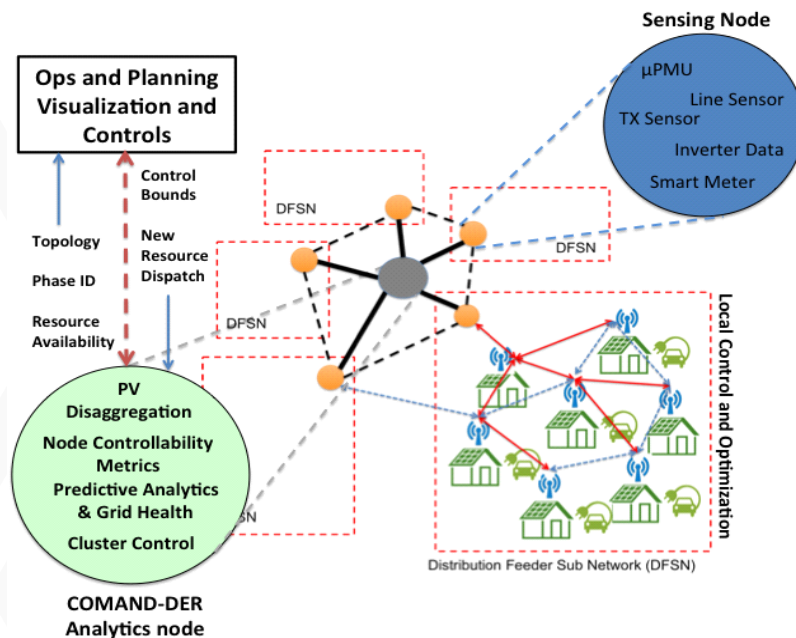 Sensing Node
μPMU
Line Sensor
TX Sensor
Inverter Data
Smart Meter
Ops and Planning
Visualization and
Controls
Control
Bounds
New
Resource
Dispatch
Topology
Phase ID
Resource
Availability
DFSN
DFSN
DFSN
SN
PV
Disaggregation
Node Controllability
Metrics
Predictive Analytics
& Grid Health
Cluster Control
COMAND-DER
Analytics node
Local Control and Optimization
Distribution Feeder Sub Network (DFSN)